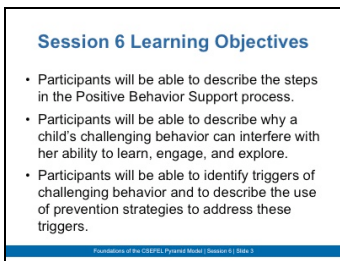 Session 6 Learning Objectives
• Participants will be able to describe the steps
in the Positive Behavior Support process.
• Participants will be able to describe why a
child's challenging behavior can interfere with
her ability to learn, engage, and explore.
• Participants will be able to identify triggers of
challenging behavior and to describe the use
of prevention strategies to address these
triggers.
Foundations of the CSEFEL Pyramid Model | Session 6 | Slide 3